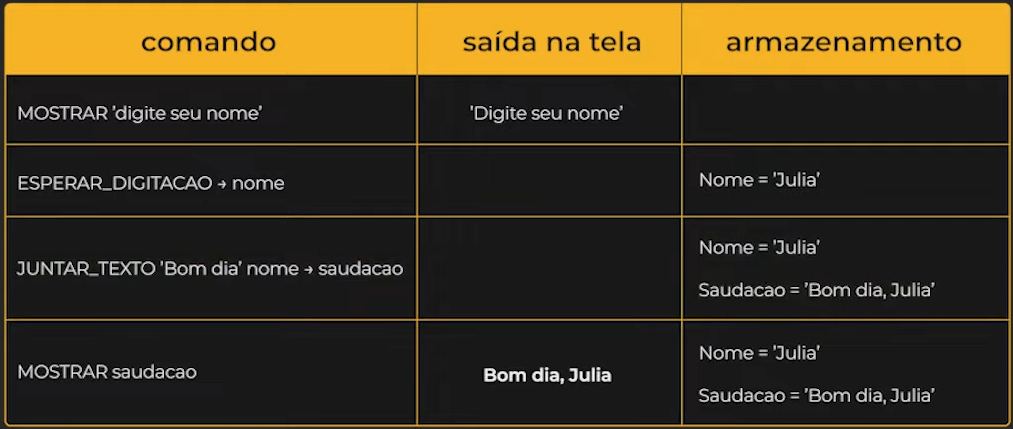 comando
saída na tela
armazenamento
MOSTRAR 'digite seu nome'
'Digite seu nome'
ESPERAR_DIGITACAO → nome
Nome = 'Julia'
JUNTAR_TEXTO 'Bom dia' nome → saudacao
Nome = 'Julia'
Saudacao = 'Bom dia, Julia'
MOSTRAR saudacao
Bom dia, Julia
Nome = 'Julia'
Saudacao = 'Bom dia, Julia'